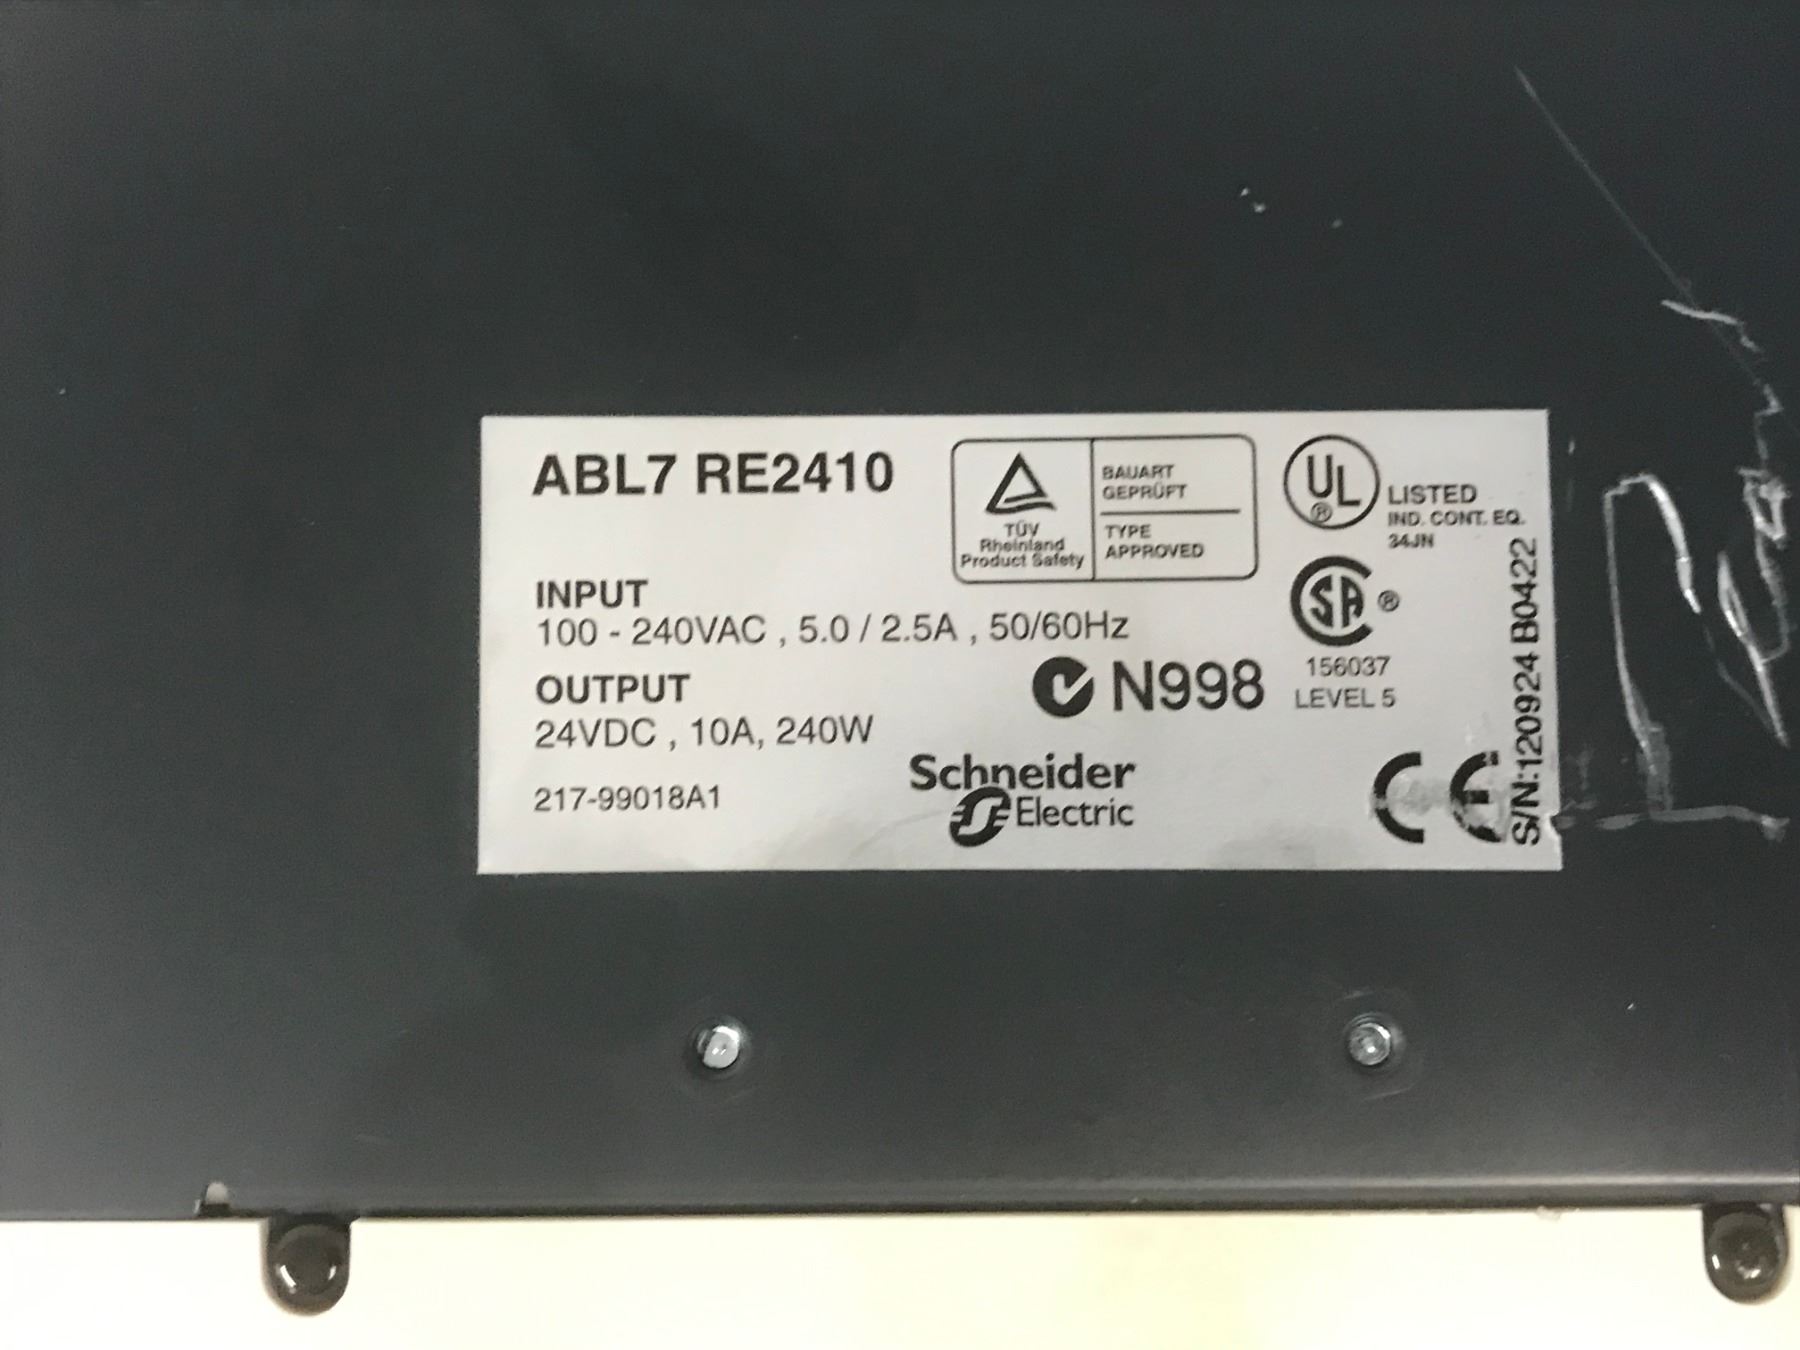 ABL7 RE2410
TÜV
Rheinland
Product Safety
BAUART
GEPRÜFT
TYPE
APPROVED
UL
®
LISTED
IND. CONT. EQ.
34JN
INPUT
100 - 240VAC , 5.0 / 2.5A , 50/60Hz
SA ®
156037
LEVEL 5
N998
OUTPUT
24VDC , 10A, 240W
217-99018A1
Schneider
Electric
CE
S/N:120924 B0422